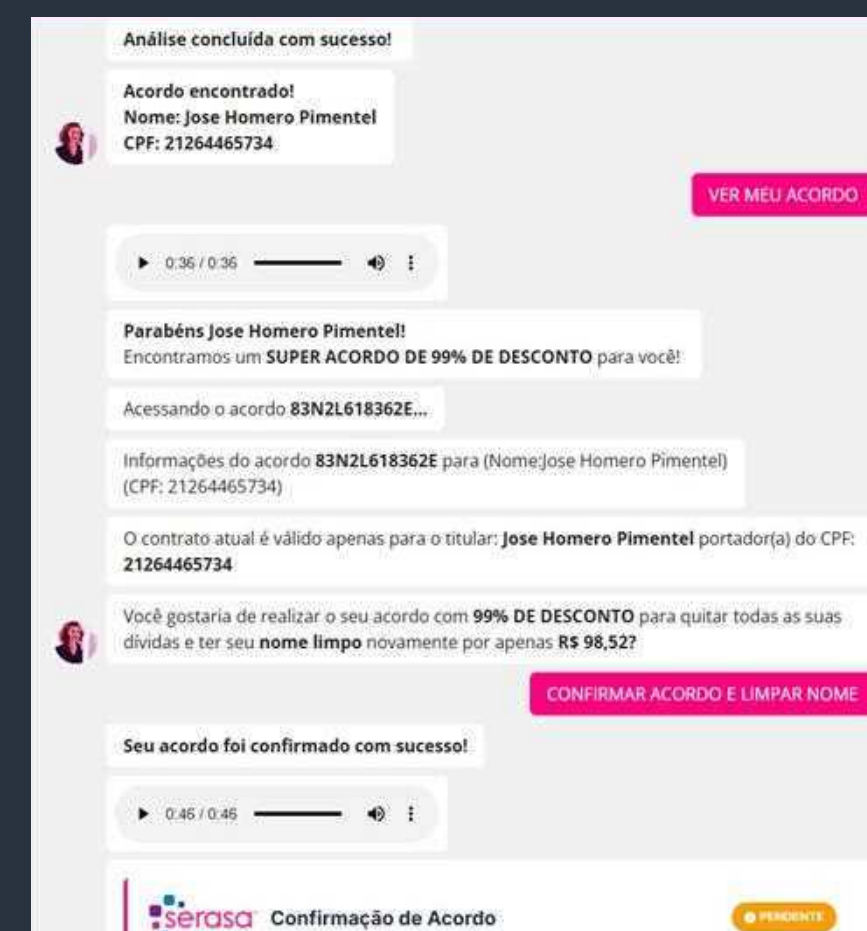 Análise concluída com sucesso!
Acordo encontrado!
Nome: Jose Homero Pimentel
CPF: 21264465734
VER MEU ACORDO
0:36 / 0:36
Parabéns Jose Homero Pimentel!
Encontramos um SUPER ACORDO DE 99% DE DESCONTO para você!
Acessando o acordo 83N2L618362E...
Informações do acordo 83N2L618362E para (Nome:Jose Homero Pimentel)
(CPF: 21264465734)
O contrato atual é válido apenas para o titular: Jose Homero Pimentel portador(a) do CPF:
21264465734
Você gostaria de realizar o seu acordo com 99% DE DESCONTO para quitar todas as suas
dívidas e ter seu nome limpo novamente por apenas R$ 98,52?
CONFIRMAR ACORDO E LIMPAR NOME
Seu acordo foi confirmado com sucesso!
0:46 / 0:46
serasa Confirmação de Acordo
PENDENTE